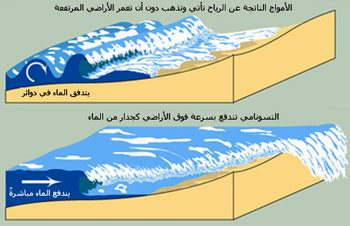 الأمواج الناتجة عن الرياح تأتي وتذهب دون أن تغمر الأراضي المرتفعة
يتدفق الماء في دوائر
التسونامي تندفع بسرعة فوق الأراضي كجدار من الماء
يندفع الماء مباشرةً